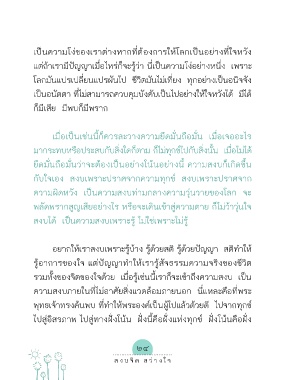 เป็นความโง่ของเราต่างหากที่ต้องการให้โลกเป็นอย่างที่ใจหวัง
แต่ถ้าเรามีปัญญาเมื่อไหร่ก็จะรู้ว่า นี่เป็นความโง่อย่างหนึ่ง เพราะ
โลกมันแปรเปลี่ยนแปรผันไป ชีวิตมันไม่เที่ยง ทุกอย่างเป็นอนิจจัง
เป็นอนัตตา ที่ไม่สามารถควบคุมบังคับเป็นไปอย่างให้ใจหวังได้ มีได้
ก็มีเสีย มีพบก็มีพราก
เมื่อเป็นเช่นนี้ก็ควรละวางความยึดมั่นถือมั่น เมื่อเจออะไร
มากระทบหรือประสบกับสิ่งใดก็ตาม ก็ไม่ทุกข์ไปกับสิ่งนั้น เมื่อไม่ได้
ยึดมั่นถือมั่นว่าจะต้องเป็นอย่างโน้นอย่างนี้ ความสงบก็เกิดขึ้น
กับใจเอง สงบเพราะปราศจากความทุกข์ สงบเพราะปราศจาก
ความผิดหวัง เป็นความสงบท่ามกลางความวุ่นวายของโลก จะ
พลัดพรากสูญเสียอย่างไร หรือจะเดินเข้าสู่ความตาย ก็ไม่ว้าวุ่นใจ
สงบได้ เป็นความสงบเพราะรู้ ไม่ใช่เพราะไม่รู้
อยากให้เราสงบเพราะรู้บ้าง รู้ด้วยสติ รู้ด้วยปัญญา สติทำให้
รู้อาการของใจ แต่ปัญญาทำให้เรารู้สัจธรรมความจริงของชีวิต
รวมทั้งของจิตของใจด้วย เมื่อรู้เช่นนี้เราก็จะเข้าถึงความสงบ เป็น
ความสงบภายในที่ไม่อาศัยสิ่งแวดล้อมภายนอก นี่แหละคือที่พระ
พุทธเจ้าทรงค้นพบ ที่ทำให้พระองค์เป็นผู้ไปแล้วด้วยดี ไปจากทุกข์
ไปสู่อิสรภาพ ไปสู่ทางฝั่งโน้น ฝั่งนี้คือฝั่งแห่งทุกข์ ฝั่งโน้นคือฝั่ง
๒๔
สงบจิต สว่างใจ